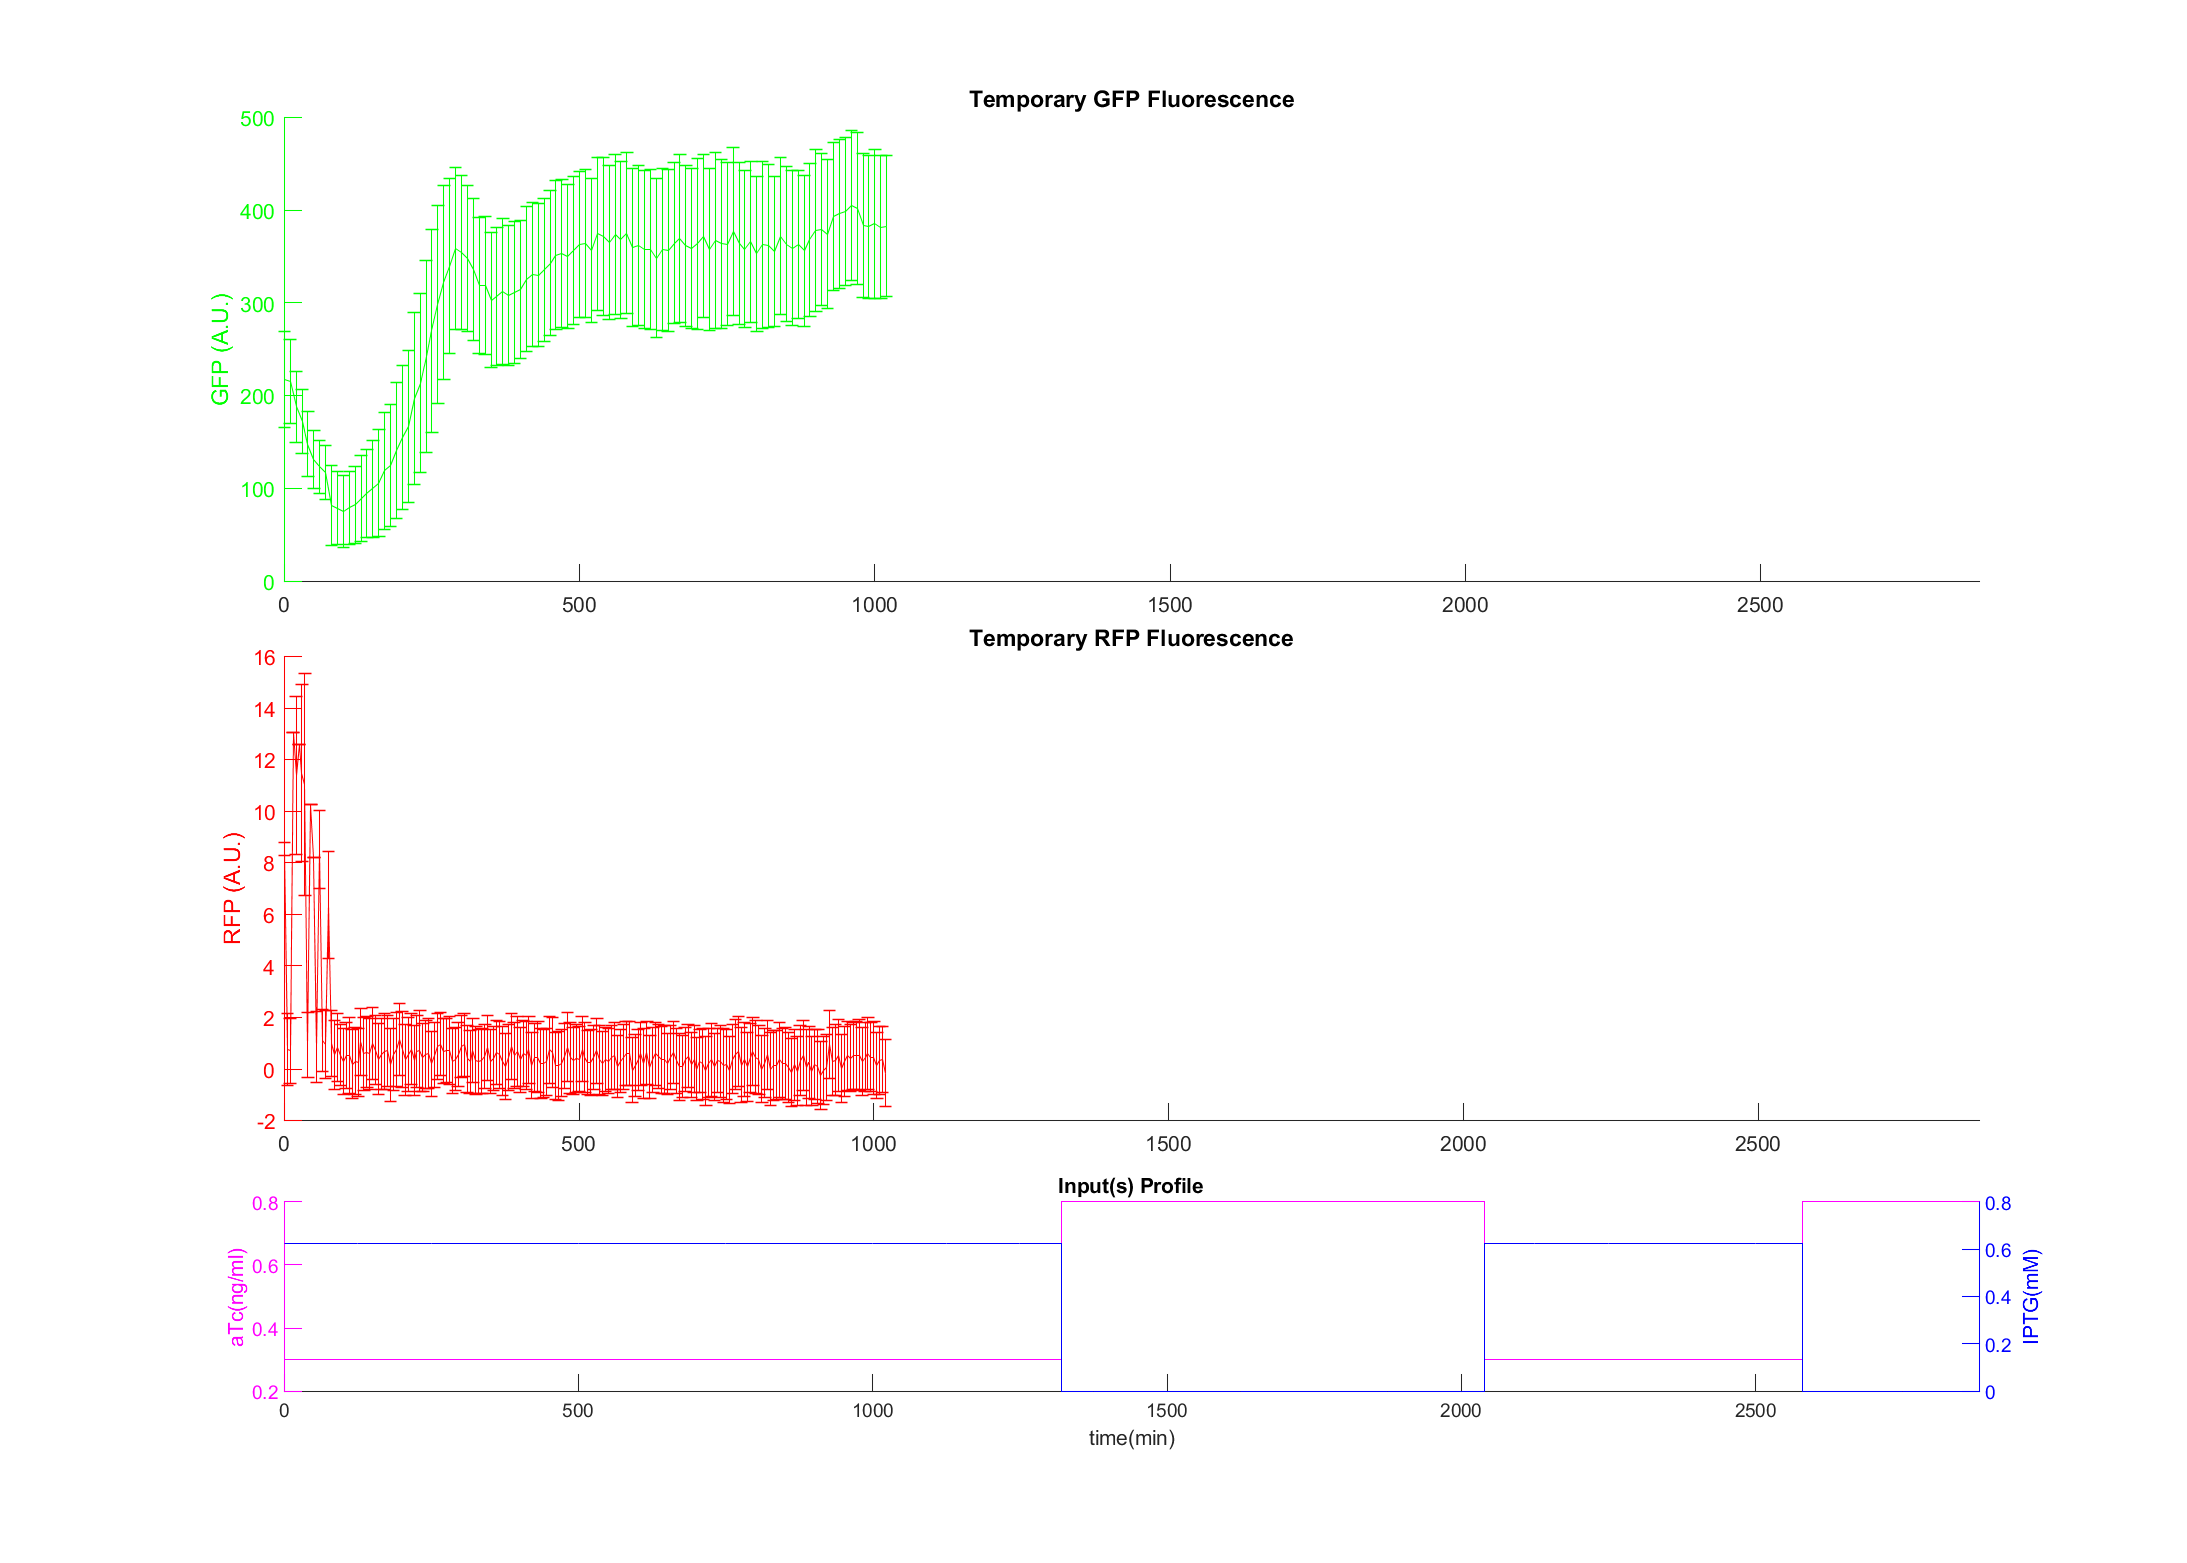 Temporary GFP Fluorescence
GFP (A.U.)
500
400
300
200
100
0
0 500 1000 1500 2000 2500
Temporary RFP Fluorescence
RFP (A.U.)
16
14
12
10
8
6
4
2
0
-2
0 500 1000 1500 2000 2500
Input(s) Profile
aTc(ng/ml)
0.8
0.6
0.4
0.2
0.8
0.6
0.4
0.2
0
IPTG(mM)
0 500 1000 1500 2000 2500
time(min)